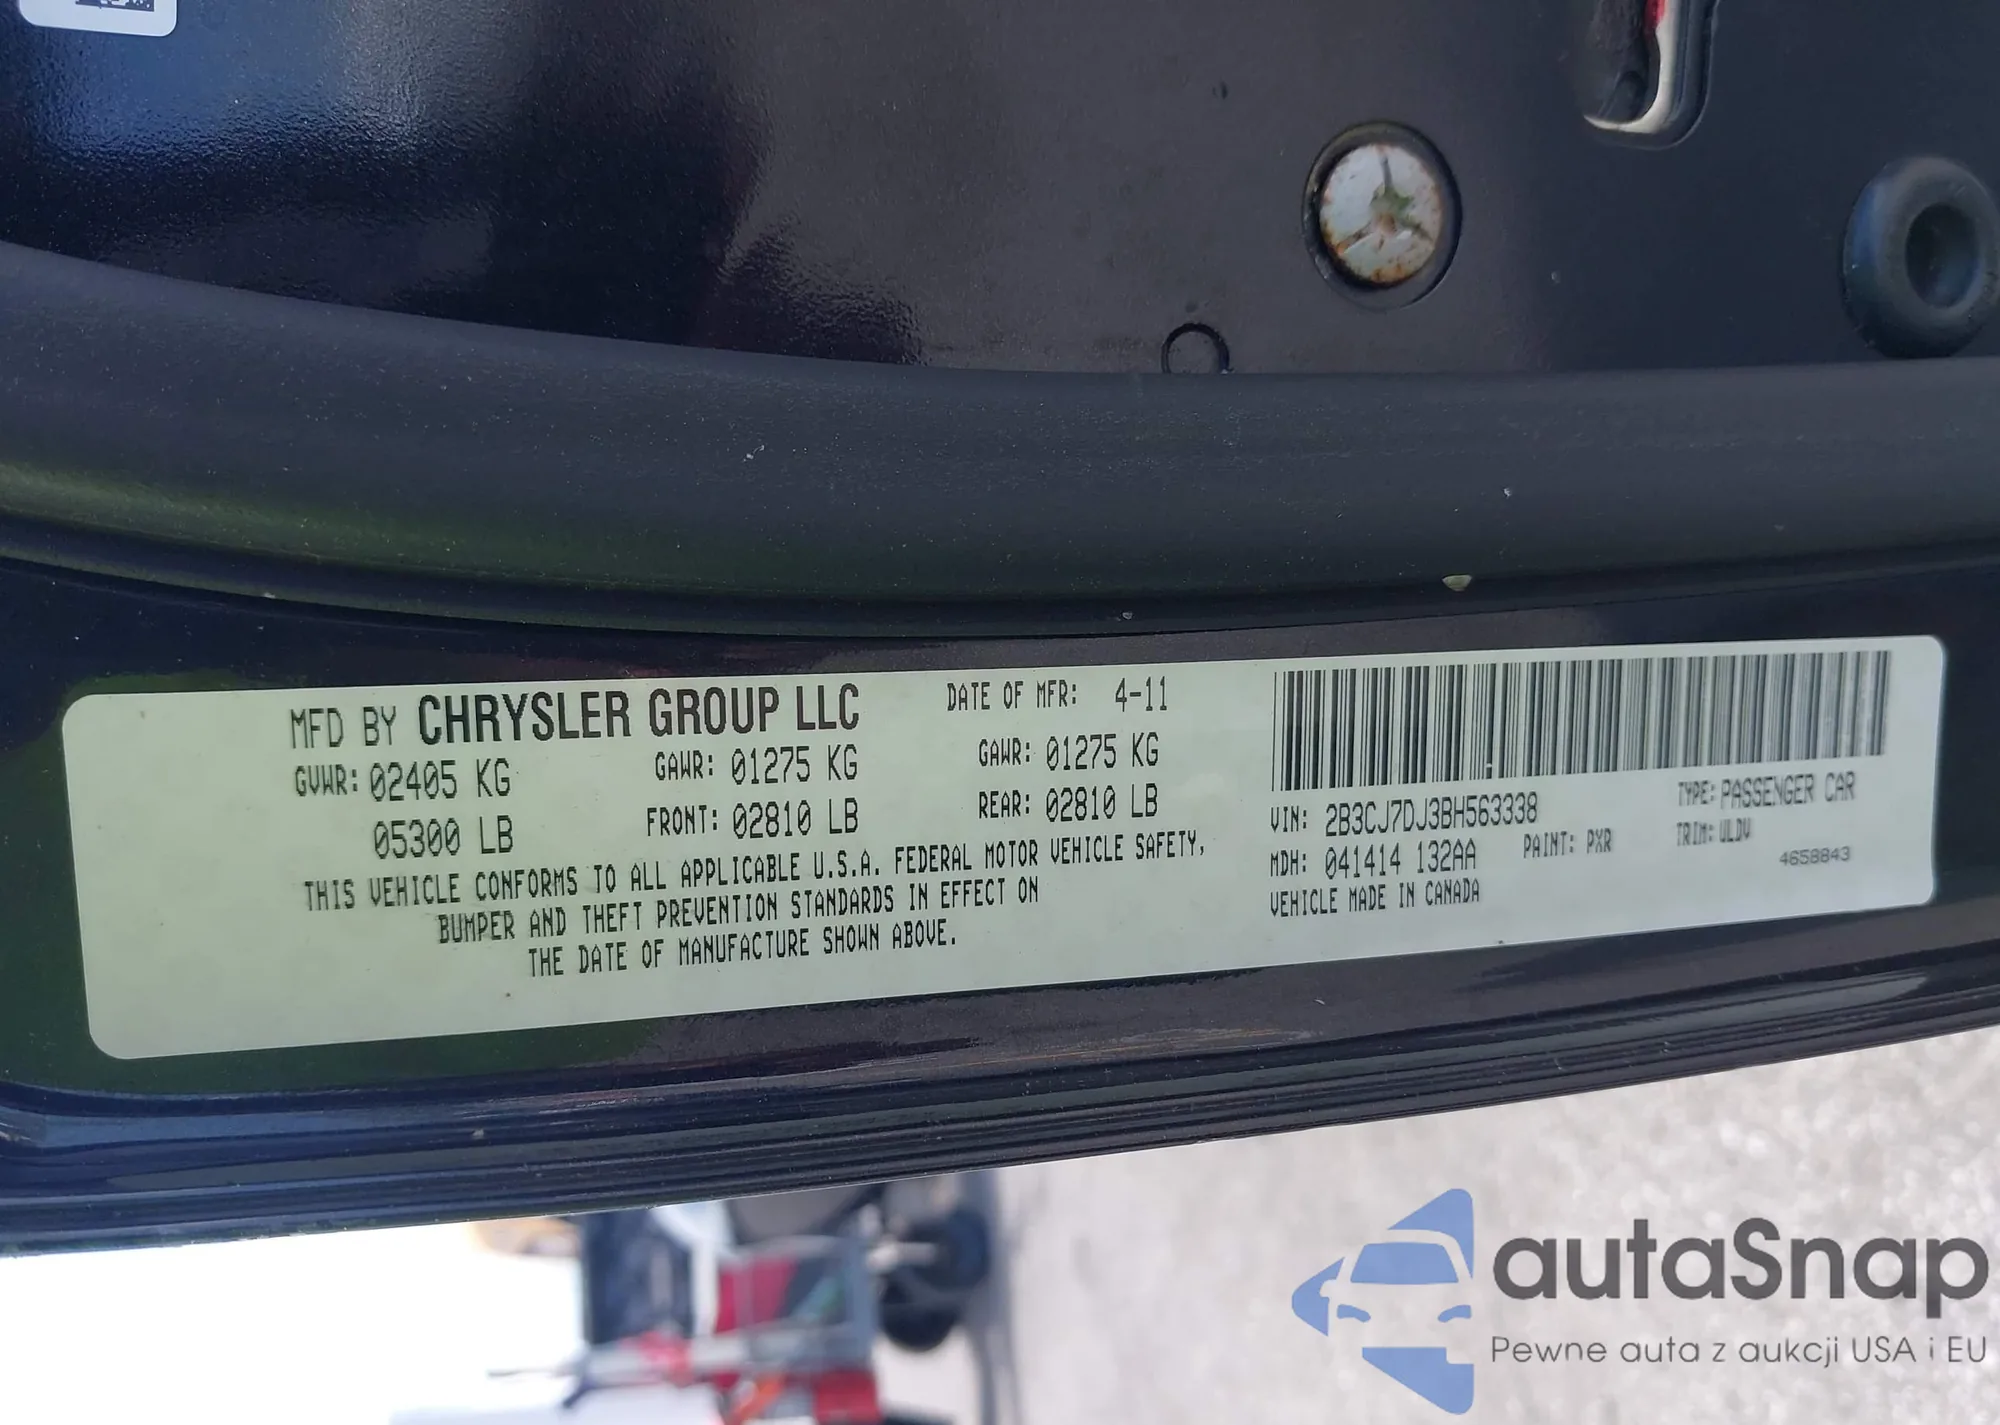 MFD BY CHRYSLER GROUP LLC
DATE OF MFR: 4-11
GVWR: 02405 KG
GAWR: 01275 KG
GAWR: 01275 KG
05300 LB
FRONT: 02810 LB
REAR: 02810 LB
THIS VEHICLE CONFORMS TO ALL APPLICABLE U.S.A. FEDERAL MOTOR VEHICLE SAFETY,
BUMPER AND THEFT PREVENTION STANDARDS IN EFFECT ON
THE DATE OF MANUFACTURE SHOWN ABOVE.
VIN: 2B3CJ7DJ3BH563338
TYPE: PASSENGER CAR
MDH: 041414 132AA
PAINT: PXR
TRIM: ULDV
VEHICLE MADE IN CANADA
4658843
autaSnap
Pewne auta z aukcji USA i EU